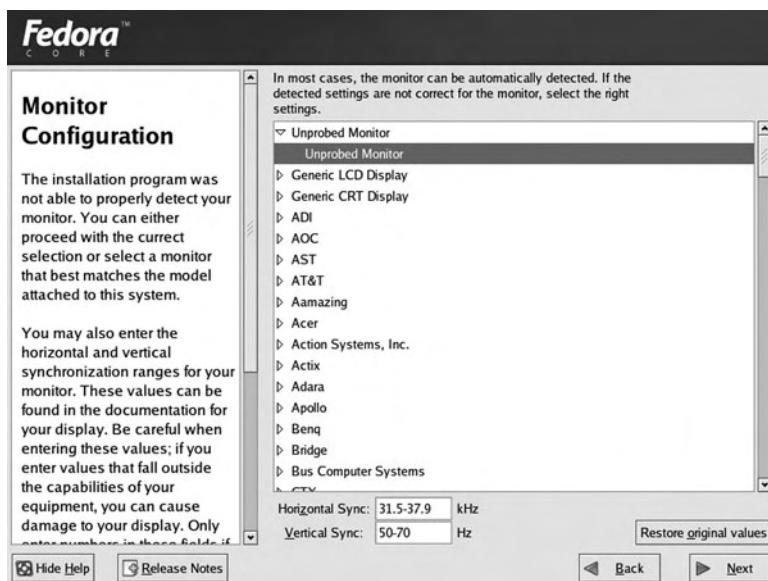 Fedora™
CORE
Monitor
Configuration
The installation program was
not able to properly detect your
monitor. You can either
proceed with the currect
selection or select a monitor
that best matches the model
attached to this system.
You may also enter the
horizontal and vertical
synchronization ranges for your
monitor. These values can be
found in the documentation for
your display. Be careful when
entering these values; if you
enter values that fall outside
the capabilities of your
equipment, you can cause
damage to your display. Only
enter numbers in these fields if
In most cases, the monitor can be automatically detected. If the
detected settings are not correct for the monitor, select the right
settings.
Unprobed Monitor
Unprobed Monitor
Generic LCD Display
Generic CRT Display
ADI
AOC
AST
AT&T
Aamazing
Acer
Action Systems, Inc.
Actix
Adara
Apollo
Benq
Bridge
Bus Computer Systems
CTX
Horizontal Sync: 31.5-37.9 kHz
Vertical Sync: 50-70 Hz
Restore original values
Hide Help Release Notes Back Next